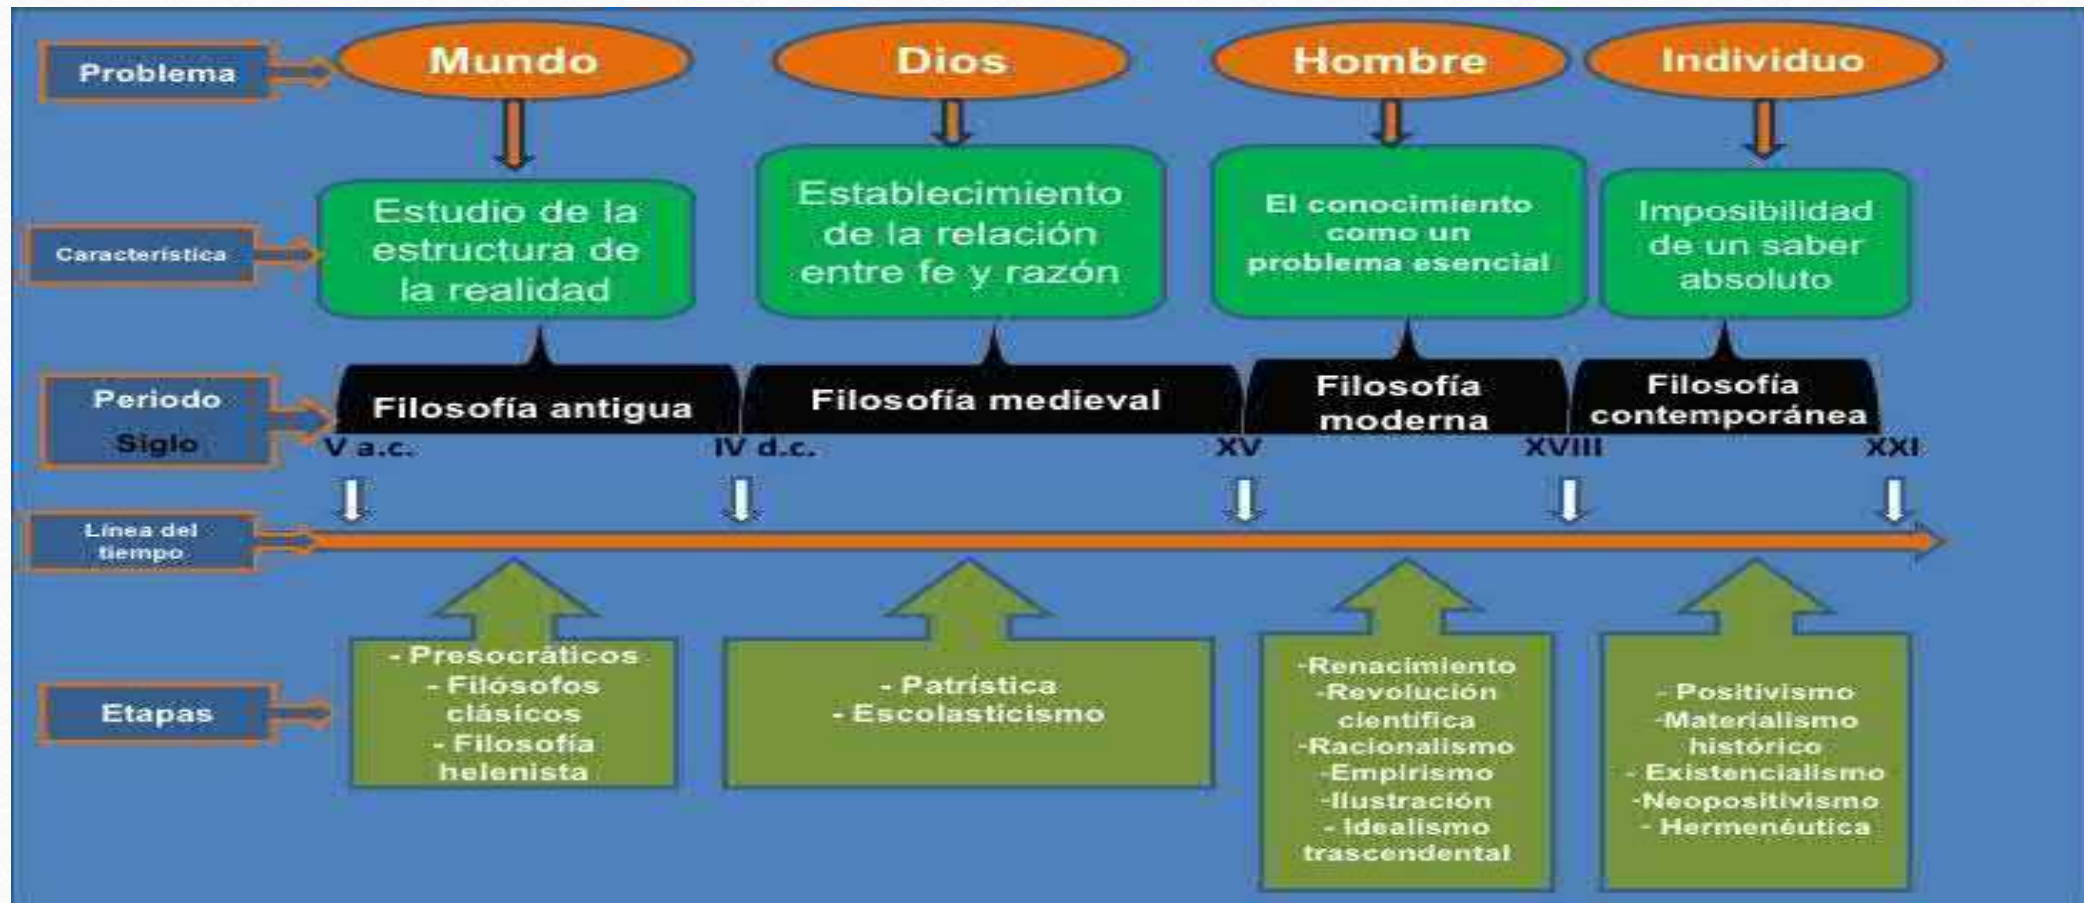 Problema
Mundo
Dios
Hombre
Individuo
Característica
Estudio de la
estructura de
la realidad
Establecimiento
de la relación
entre fe y razón
El conocimiento
como un
problema esencial
Imposibilidad
de un saber
absoluto
Periodo
Siglo
Filosofía antigua
Filosofía medieval
Filosofía
moderna
Filosofía
contemporánea
V a.c.
IV d.c.
XV
XVIII
XXI
Línea del
tiempo
Etapas
- Presocráticos
- Filósofos
clásicos
- Filosofía
helenista
- Patrística
- Escolasticismo
-Renacimiento
-Revolución
científica
-Racionalismo
-Empirismo
-Ilustración
- Idealismo
trascendental
- Positivismo
-Materialismo
histórico
- Existencialismo
-Neopositivismo
- Hermenéutica